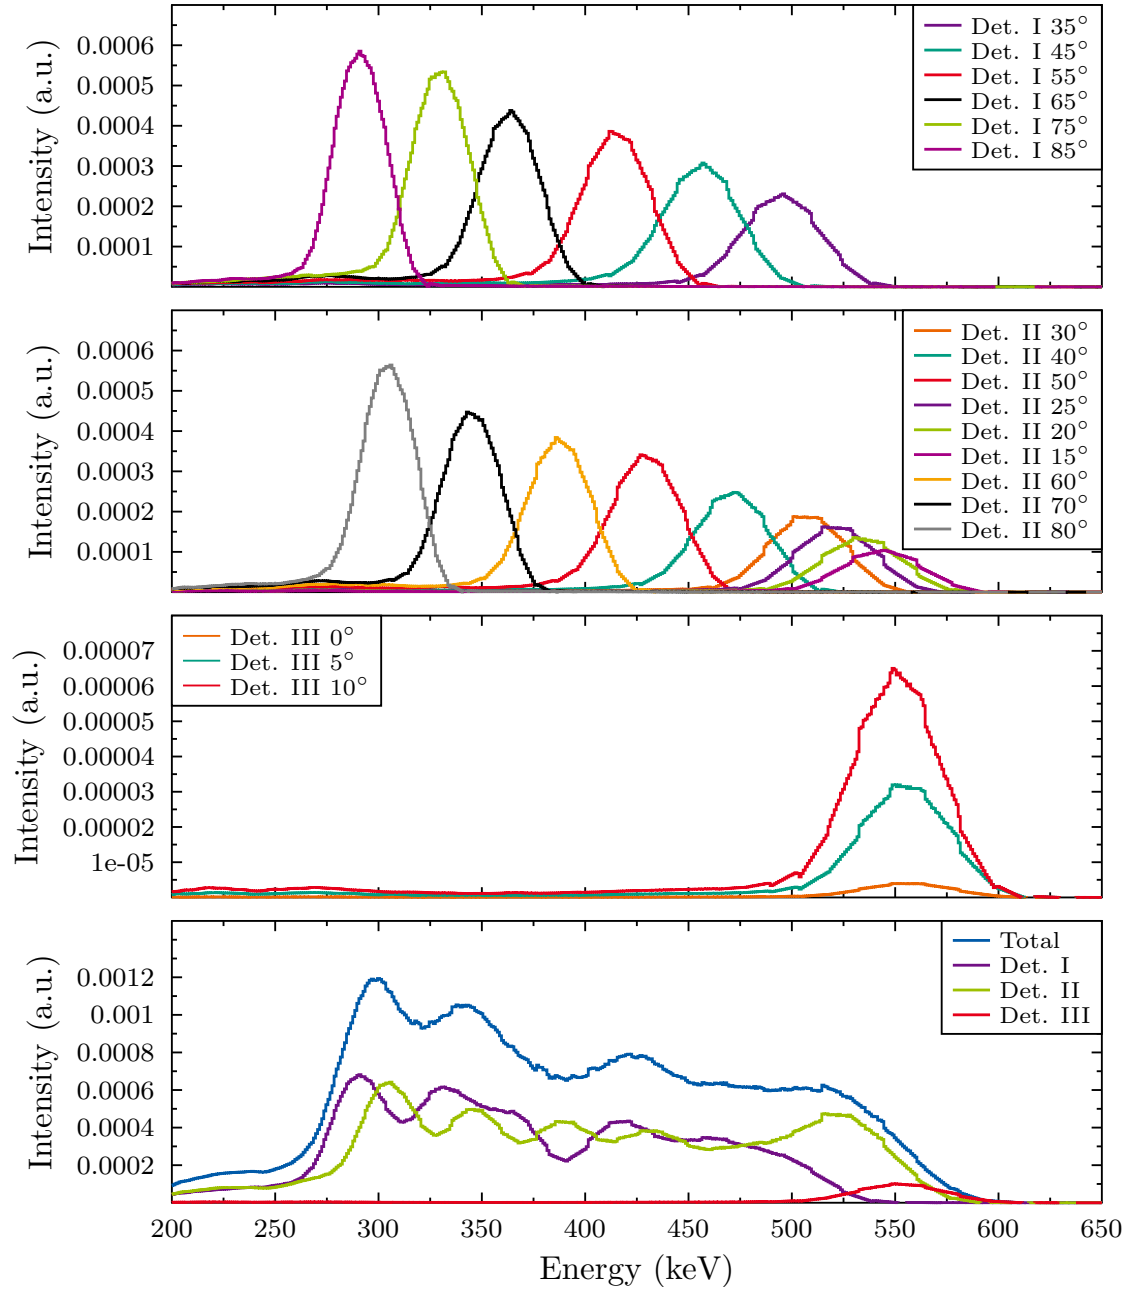 Intensity (a.u.)
0.0006
0.0005
0.0004
0.0003
0.0002
0.0001
Det. I 35°
Det. I 45°
Det. I 55°
Det. I 65°
Det. I 75°
Det. I 85°
Intensity (a.u.)
0.0006
0.0005
0.0004
0.0003
0.0002
0.0001
Det. II 30°
Det. II 40°
Det. II 50°
Det. II 25°
Det. II 20°
Det. II 15°
Det. II 60°
Det. II 70°
Det. II 80°
Intensity (a.u.)
0.00007
0.00006
0.00005
0.00004
0.00003
0.00002
1e-05
Det. III 0°
Det. III 5°
Det. III 10°
Intensity (a.u.)
0.0012
0.001
0.0008
0.0006
0.0004
0.0002
Total
Det. I
Det. II
Det. III
200 250 300 350 400 450 500 550 600 650
Energy (keV)